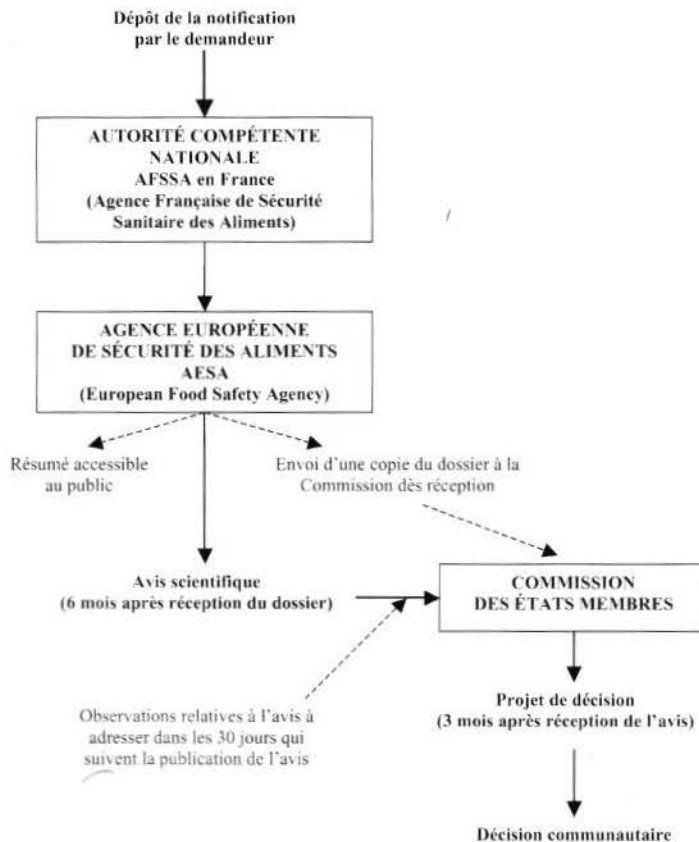 Dépôt de la notification
par le demandeur
AUTORITÉ COMPÉTENTE
NATIONALE
AFSSA en France
(Agence Française de Sécurité
Sanitaire des Aliments)
AGENCE EUROPÉENNE
DE SÉCURITÉ DES ALIMENTS
AESA
(European Food Safety Agency)
Résumé accessible
au public
Envoi d'une copie du dossier à la
Commission dès réception
Avis scientifique
(6 mois après réception du dossier)
COMMISSION
DES ÉTATS MEMBRES
Observations relatives à l'avis à
adresser dans les 30 jours qui
suivent la publication de l'avis
Projet de décision
(3 mois après réception de l'avis)
Décision communautaire